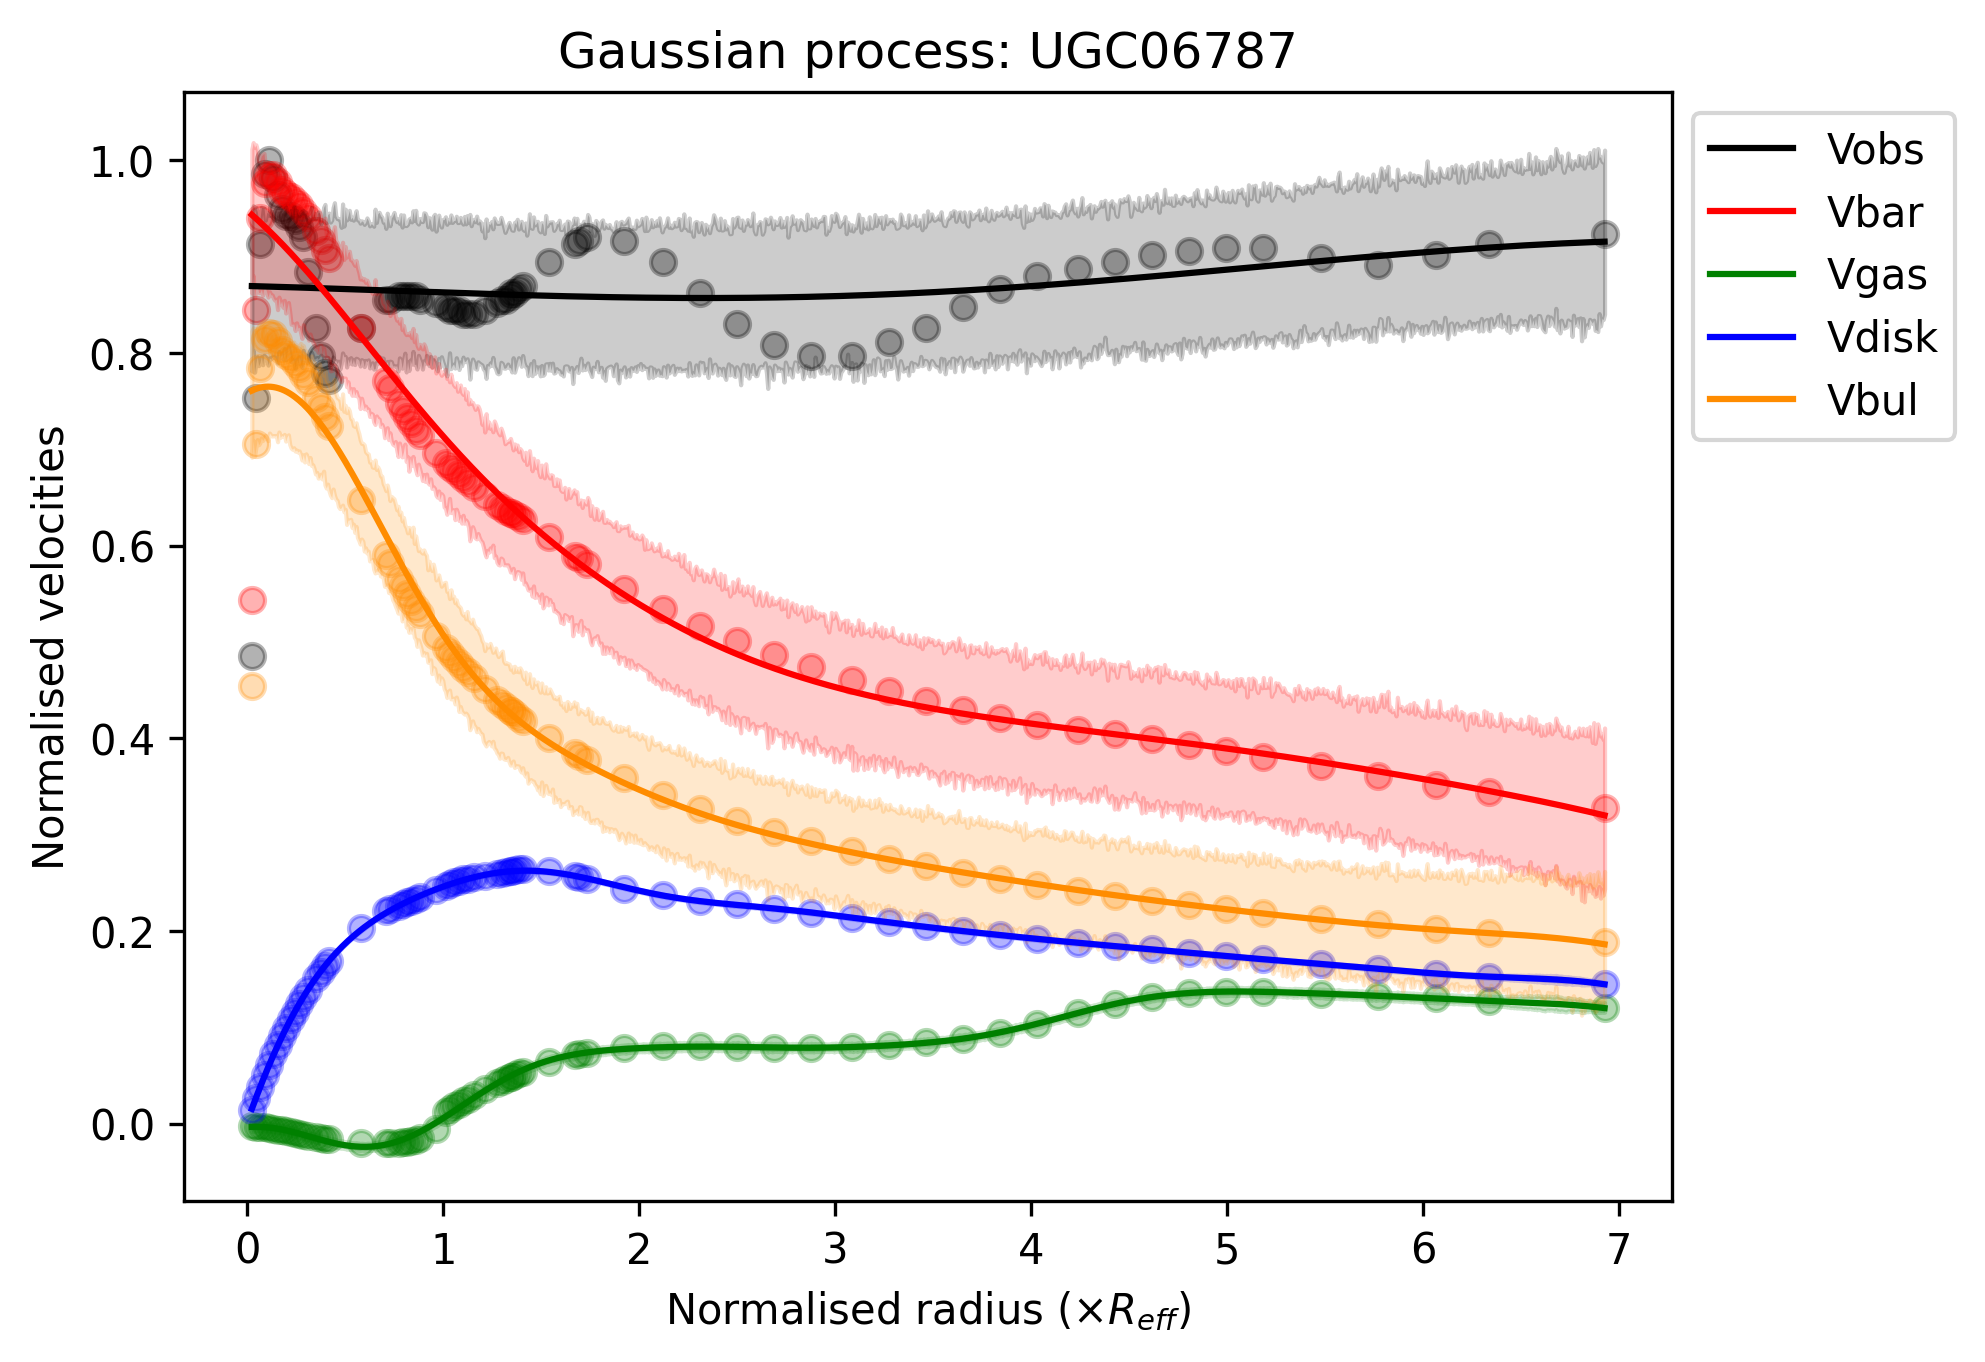 Gaussian process: UGC06787
Normalised velocities
1.0
0.8
0.6
0.4
0.2
0.0
0 1 2 3 4 5 6 7
Normalised radius (×R_eff)
Vobs
Vbar
Vgas
Vdisk
Vbul